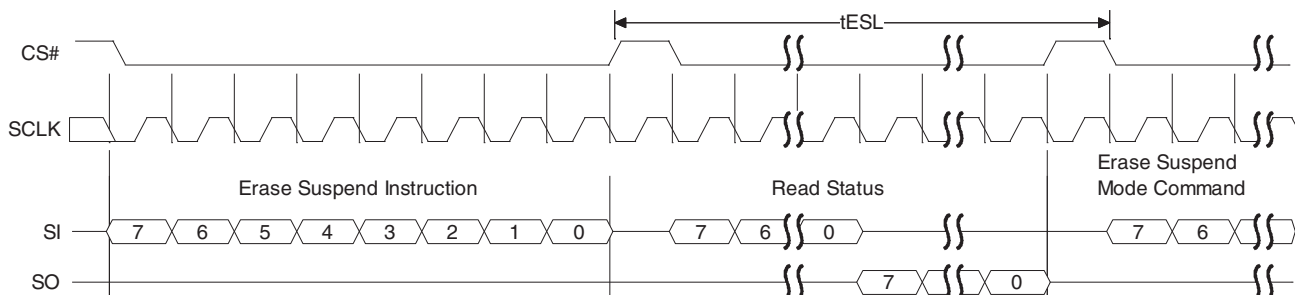 tESL
CS#
SCLK
Erase Suspend Instruction
Read Status
Erase Suspend
Mode Command
SI
7 6 5 4 3 2 1 0
7 6 0
7 6
SO
7 0